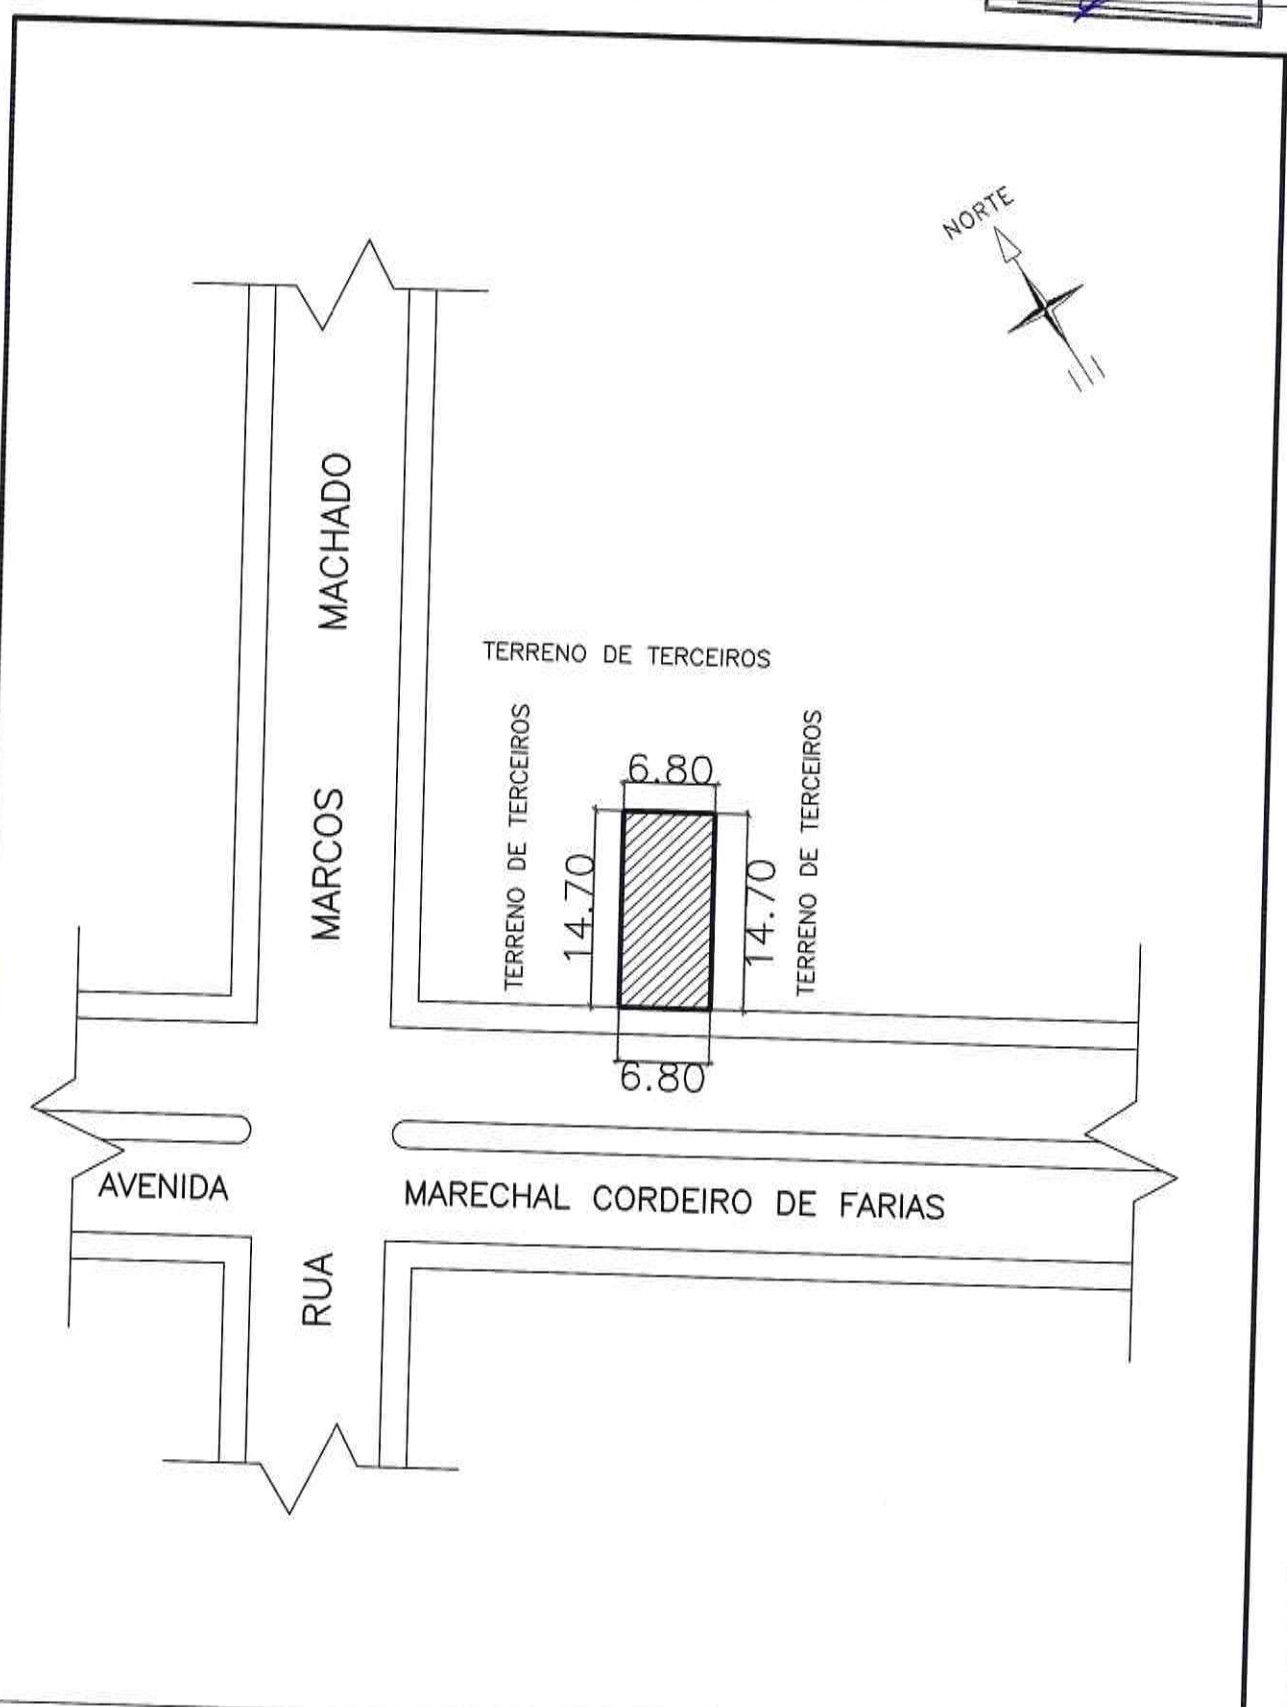 NORTE
MARCOS MACHADO
TERRENO DE TERCEIROS
TERRENO DE TERCEIROS
6.80
14.70
14.70
TERRENO DE TERCEIROS
6.80
AVENIDA MARECHAL CORDEIRO DE FARIAS
RUA